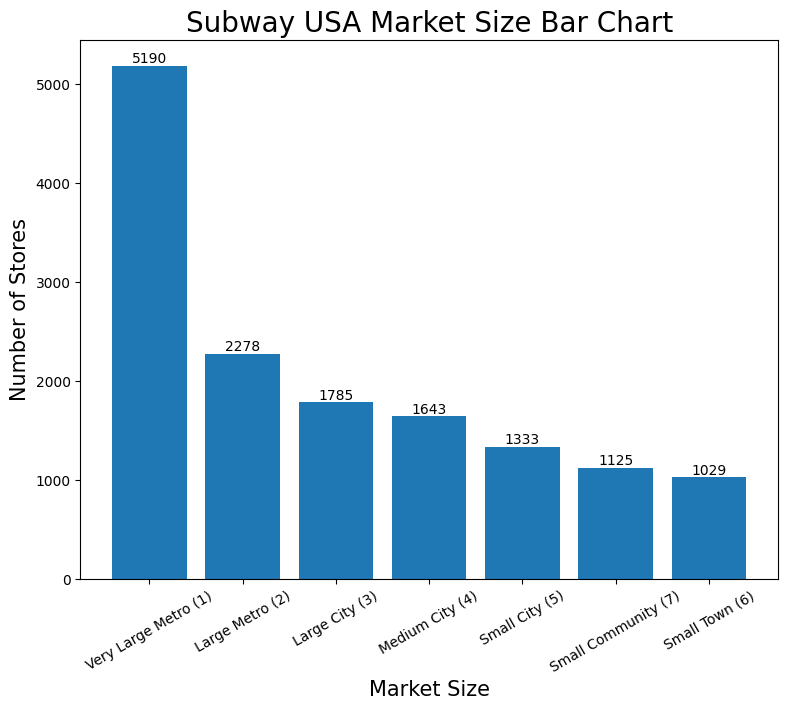 Subway USA Market Size Bar Chart
Number of Stores
5000
4000
3000
2000
1000
0
5190
2278
1785
1643
1333
1125
1029
Very Large Metro (1)
Large Metro (2)
Large City (3)
Medium City (4)
Small City (5)
Small Community (7)
Small Town (6)
Market Size